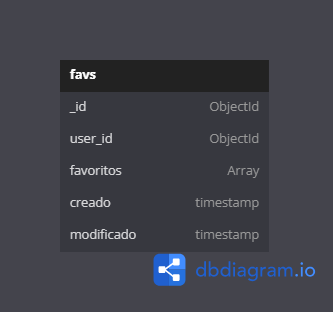 favs
_id ObjectId
user_id ObjectId
favoritos Array
creado timestamp
modificado timestamp
dbdiagram.io